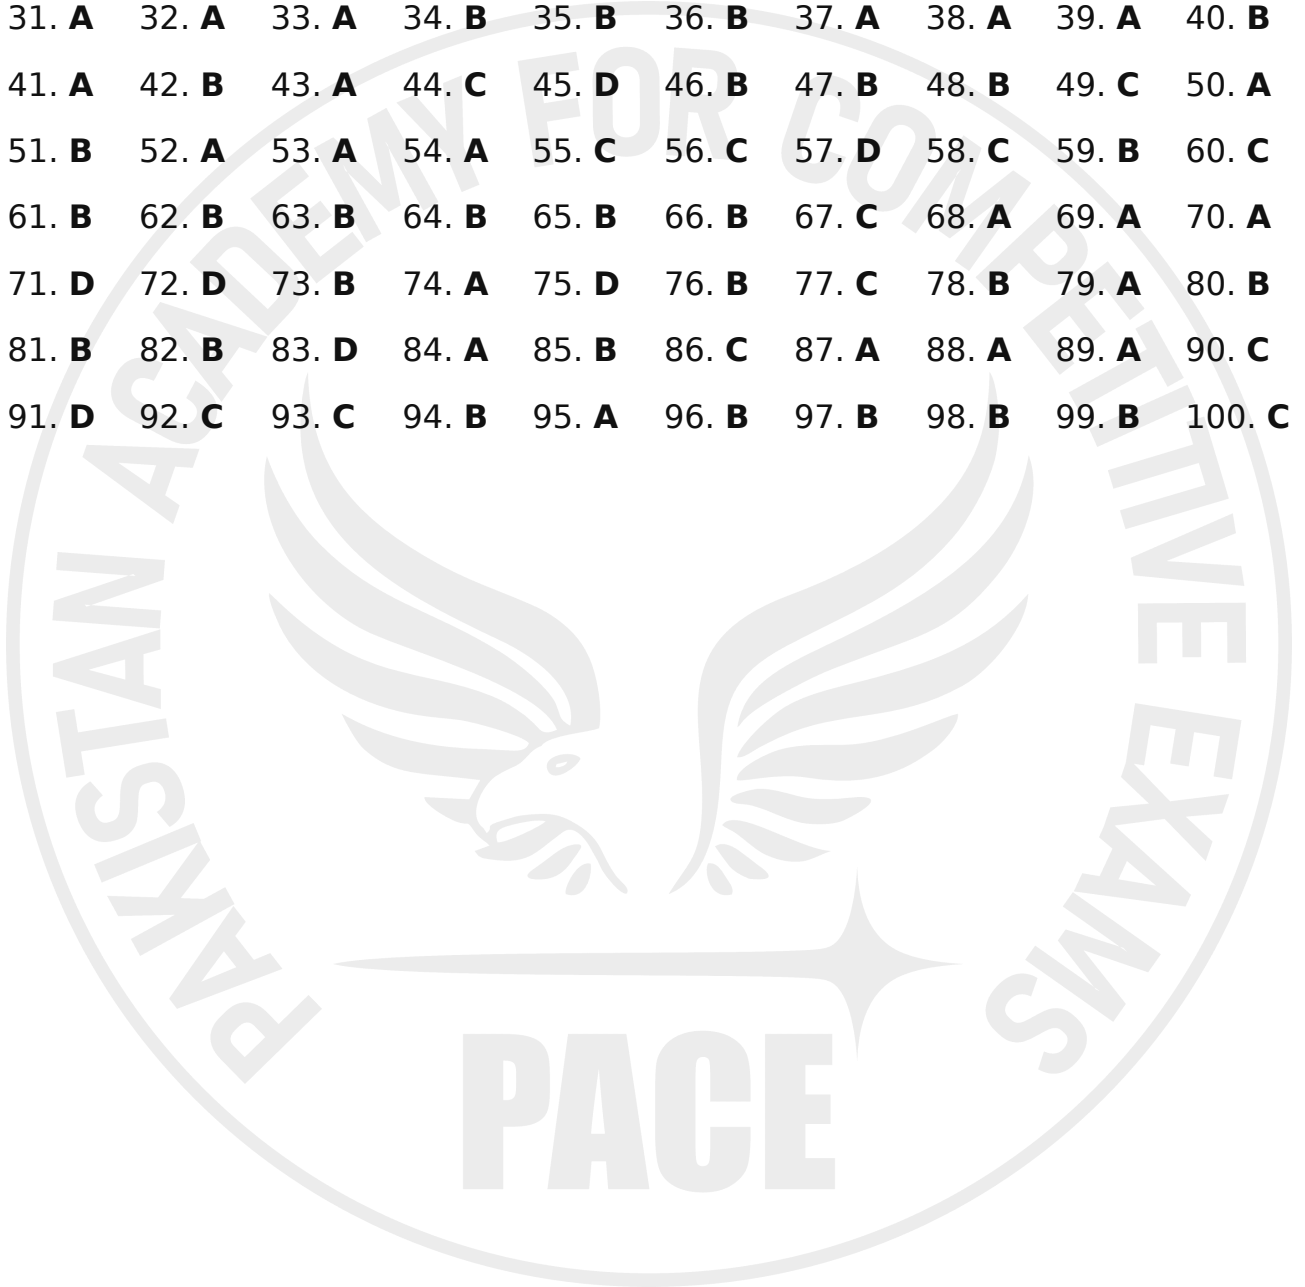 31. A 32. A 33. A 34. B 35. B 36. B 37. A 38. A 39. A 40. B
41. A 42. B 43. A 44. C 45. D 46. B 47. B 48. B 49. C 50. A
51. B 52. A 53. A 54. A 55. C 56. C 57. D 58. C 59. B 60. C
61. B 62. B 63. B 64. B 65. B 66. B 67. C 68. A 69. A 70. A
71. D 72. D 73. B 74. A 75. D 76. B 77. C 78. B 79. A 80. B
81. B 82. B 83. D 84. A 85. B 86. C 87. A 88. A 89. A 90. C
91. D 92. C 93. C 94. B 95. A 96. B 97. B 98. B 99. B 100. C
PAKISTAN ACADEMY FOR COMPETITIVE EXAMS
PACE